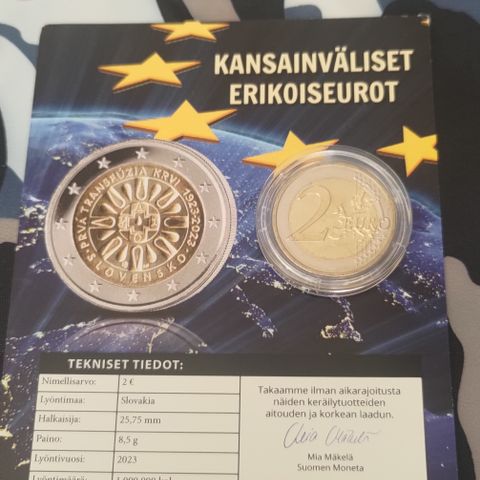 KANSAINVÄLISET
ERIKOISEUROT
PRVÁ TRANSFÚZIA KRVI 1923-2023
SLOVENSKO
2 EURO
TEKNISET TIEDOT:
Nimellisarvo: 2 €
Lyöntimaa: Slovakia
Halkaisija: 25,75 mm
Paino: 8,5 g
Lyöntivuosi: 2023
Takaamme ilman aikarajoitusta
näiden keräilytuotteiden
aitouden ja korkean laadun.
Mia Mäkelä
Mia Mäkelä
Suomen Moneta